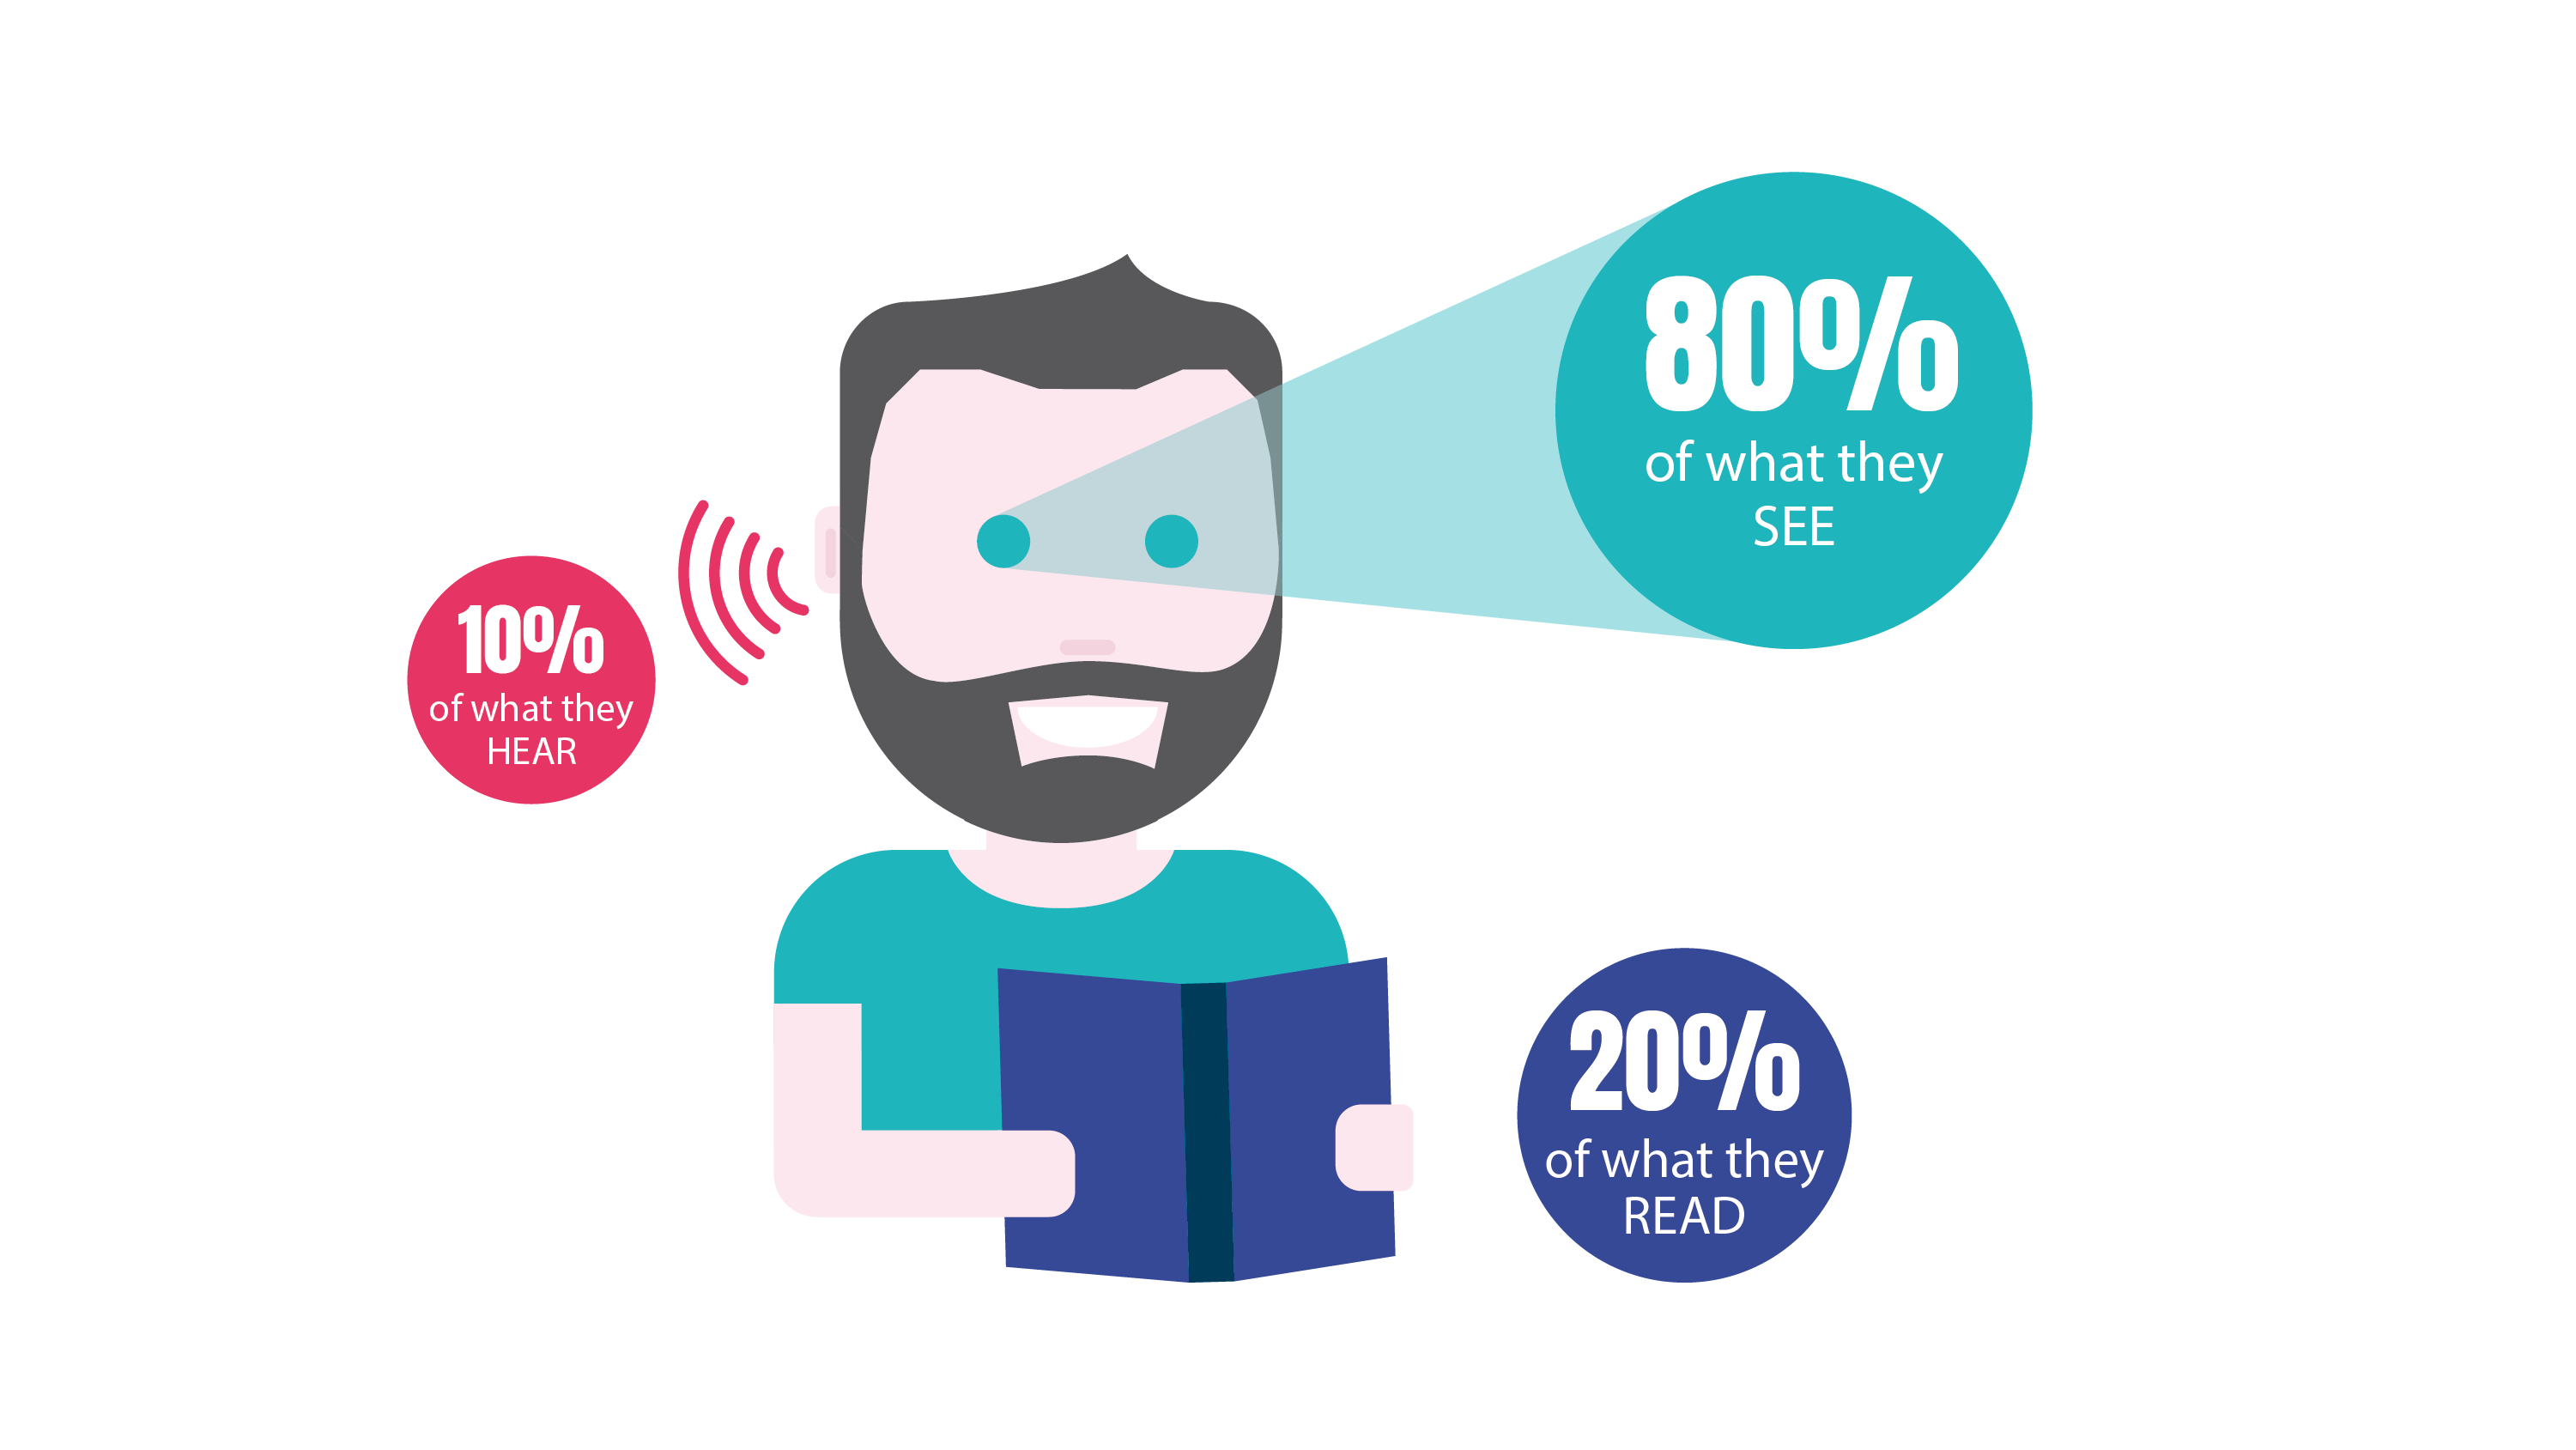 80%
of what they
SEE
10%
of what they
HEAR
20%
of what they
READ